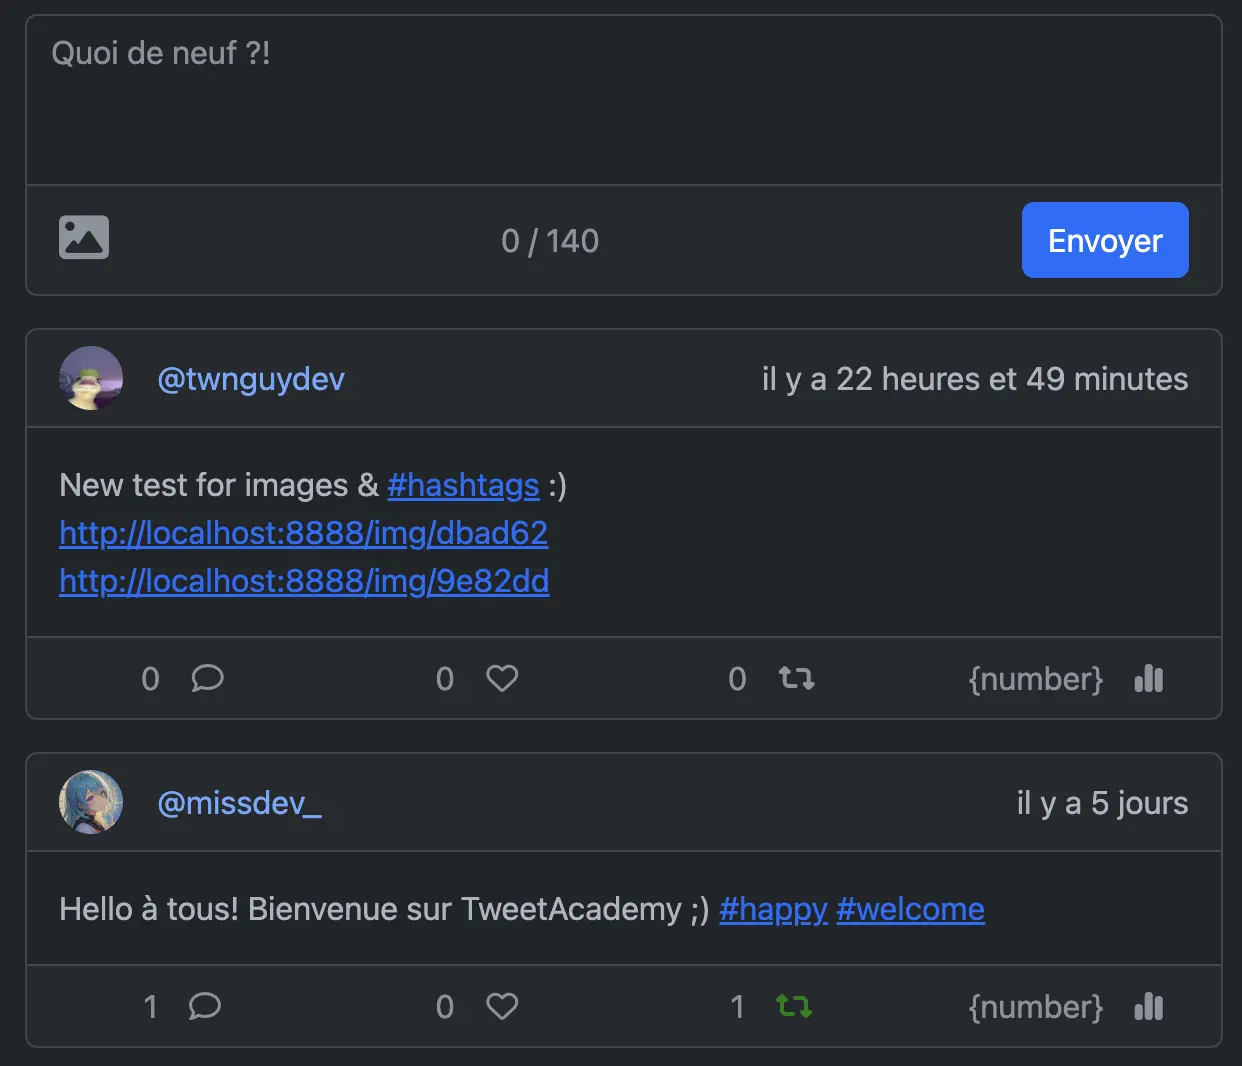 Quoi de neuf ?!
0 / 140
Envoyer
@twnguydev
il y a 22 heures et 49 minutes
New test for images & #hashtags :)
http://localhost:8888/img/dbad62
http://localhost:8888/img/9e82dd
0
0
0
{number}
@missdev_
il y a 5 jours
Hello à tous! Bienvenue sur TweetAcademy ;) #happy #welcome
1
0
1
{number}